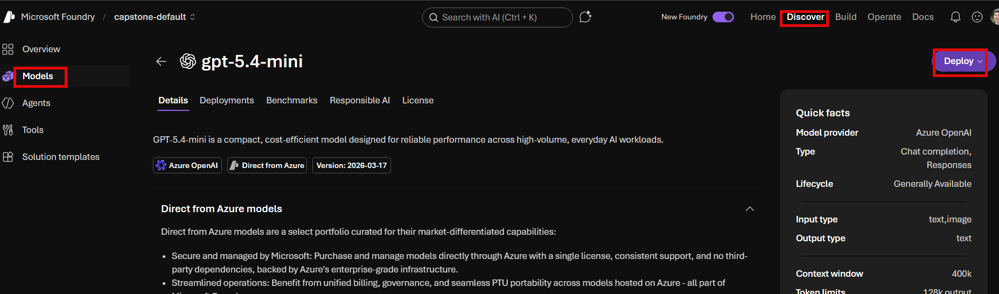 Microsoft Foundry / capstone-default
Search with AI (Ctrl + K)
New Foundry
Home
Discover
Build
Operate
Docs
Overview
Models
Agents
Tools
Solution templates
gpt-5.4-mini
Deploy
Details
Deployments
Benchmarks
Responsible AI
License
GPT-5.4-mini is a compact, cost-efficient model designed for reliable performance across high-volume, everyday AI workloads.
Azure OpenAI
Direct from Azure
Version: 2026-03-17
Direct from Azure models
Direct from Azure models are a select portfolio curated for their market-differentiated capabilities:
• Secure and managed by Microsoft: Purchase and manage models directly through Azure with a single license, consistent support, and no third-
party dependencies, backed by Azure's enterprise-grade infrastructure.
• Streamlined operations: Benefit from unified billing, governance, and seamless PTU portability across models hosted on Azure - all part of
Quick facts
Model provider Azure OpenAI
Type Chat completion,
Responses
Lifecycle Generally Available
Input type text,image
Output type text
Context window 400k
Token limits 128k output